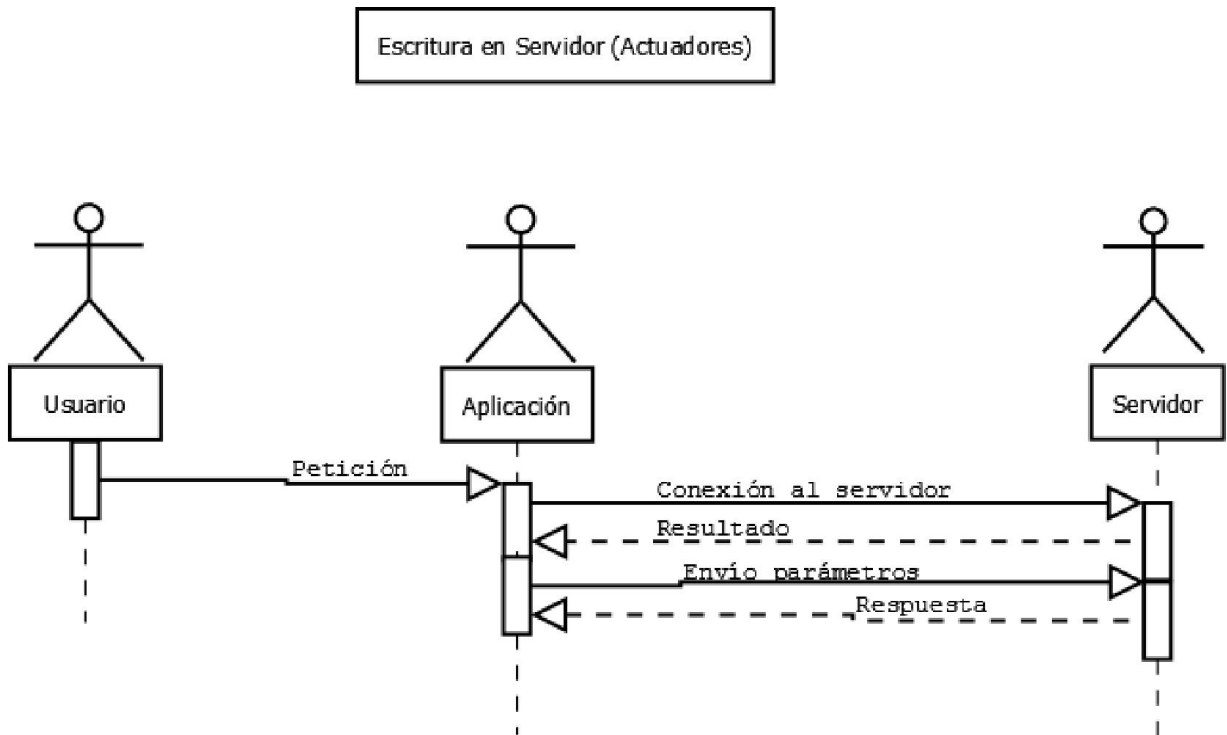 Escritura en Servidor (Actuadores)
Usuario
Aplicación
Servidor
Petición
Conexión al servidor
Resultado
Envío parámetros
Respuesta